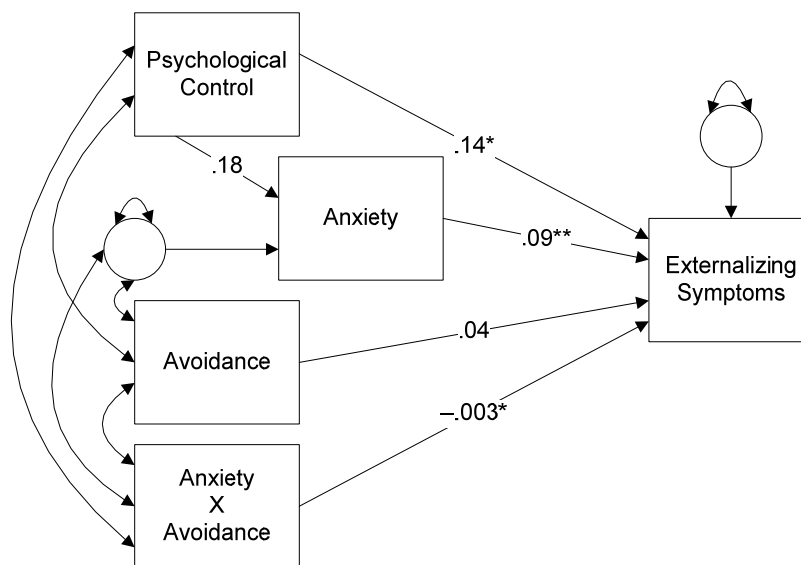 Psychological
Control
.14*
.18
Anxiety
.09**
Externalizing
Symptoms
.04
Avoidance
–.003*
Anxiety
X
Avoidance